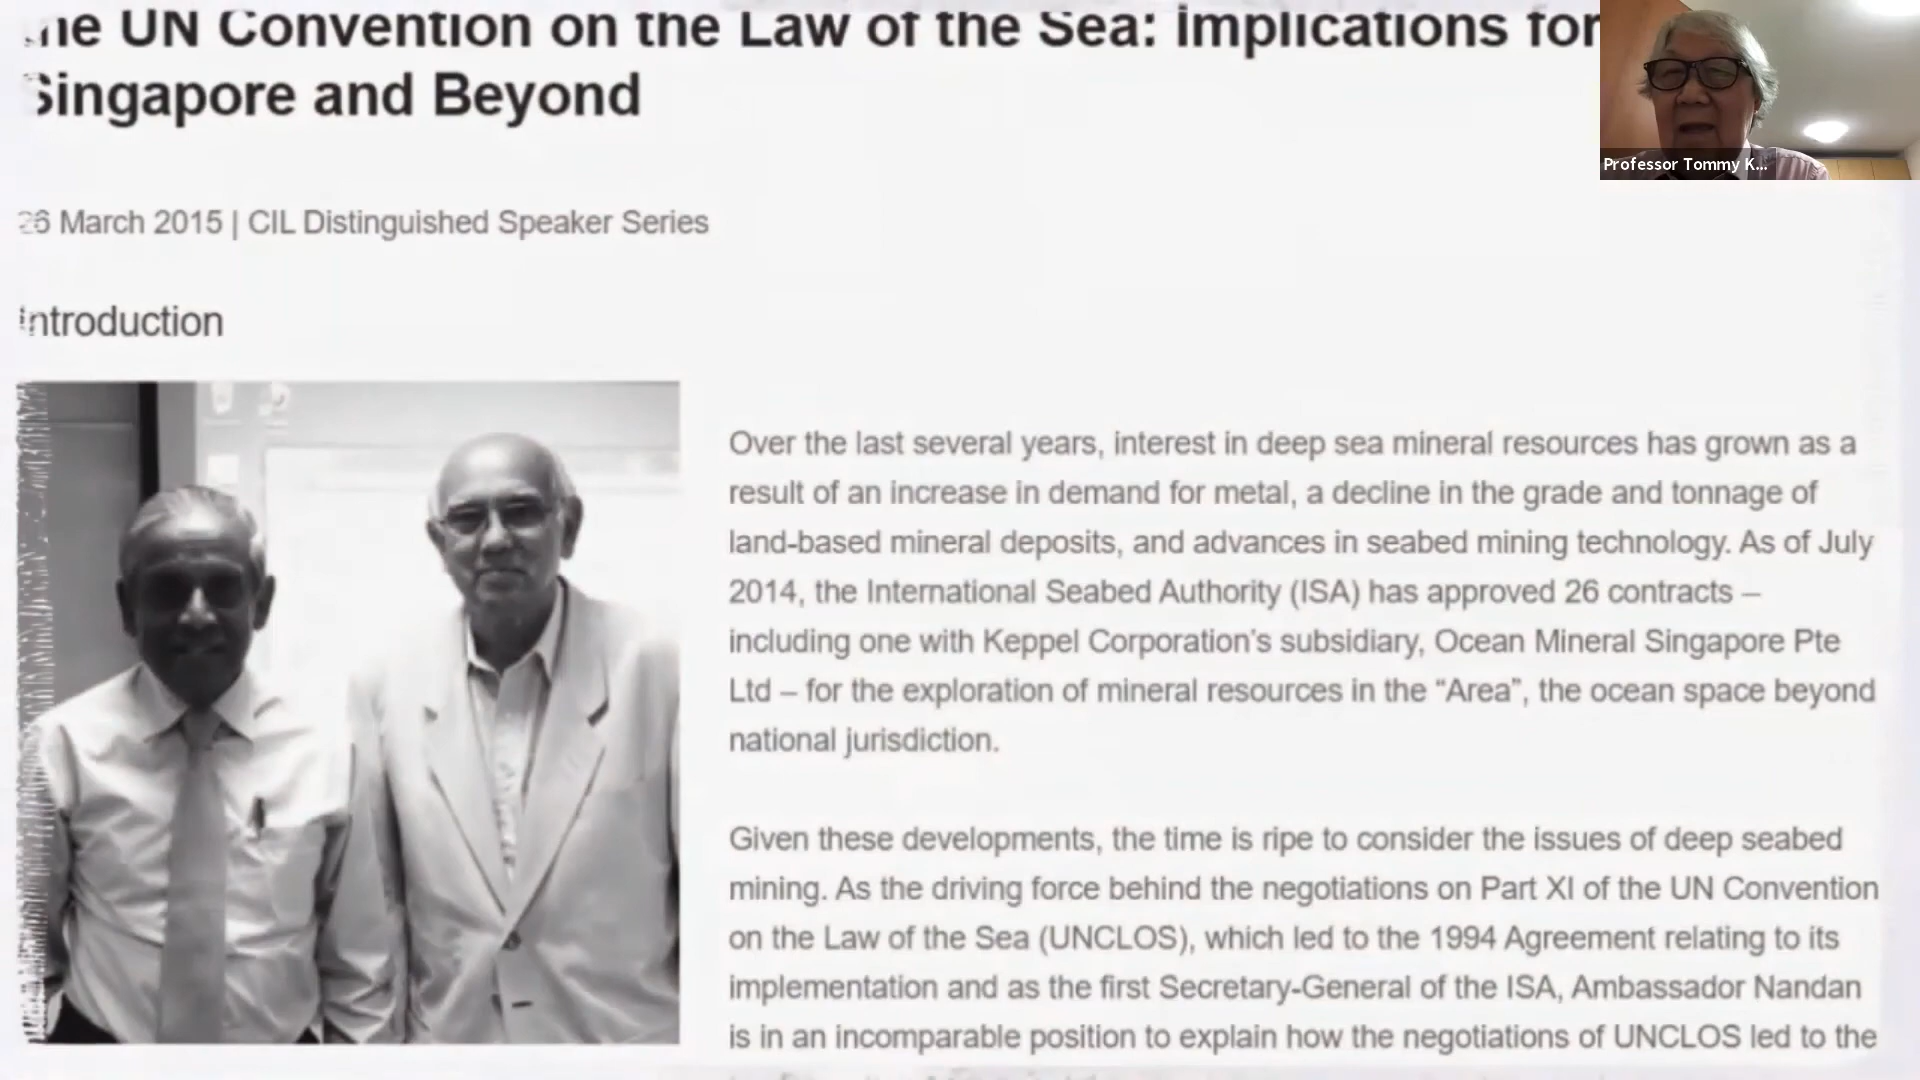 UN Convention on the Law of the Sea: Implications for
Singapore and Beyond
Professor Tommy K...
26 March 2015 | CIL Distinguished Speaker Series
Introduction
Over the last several years, interest in deep sea mineral resources has grown as a
result of an increase in demand for metal, a decline in the grade and tonnage of
land-based mineral deposits, and advances in seabed mining technology. As of July
2014, the International Seabed Authority (ISA) has approved 26 contracts –
including one with Keppel Corporation's subsidiary, Ocean Mineral Singapore Pte
Ltd – for the exploration of mineral resources in the “Area”, the ocean space beyond
national jurisdiction.
Given these developments, the time is ripe to consider the issues of deep seabed
mining. As the driving force behind the negotiations on Part XI of the UN Convention
on the Law of the Sea (UNCLOS), which led to the 1994 Agreement relating to its
implementation and as the first Secretary-General of the ISA, Ambassador Nandan
is in an incomparable position to explain how the negotiations of UNCLOS led to the